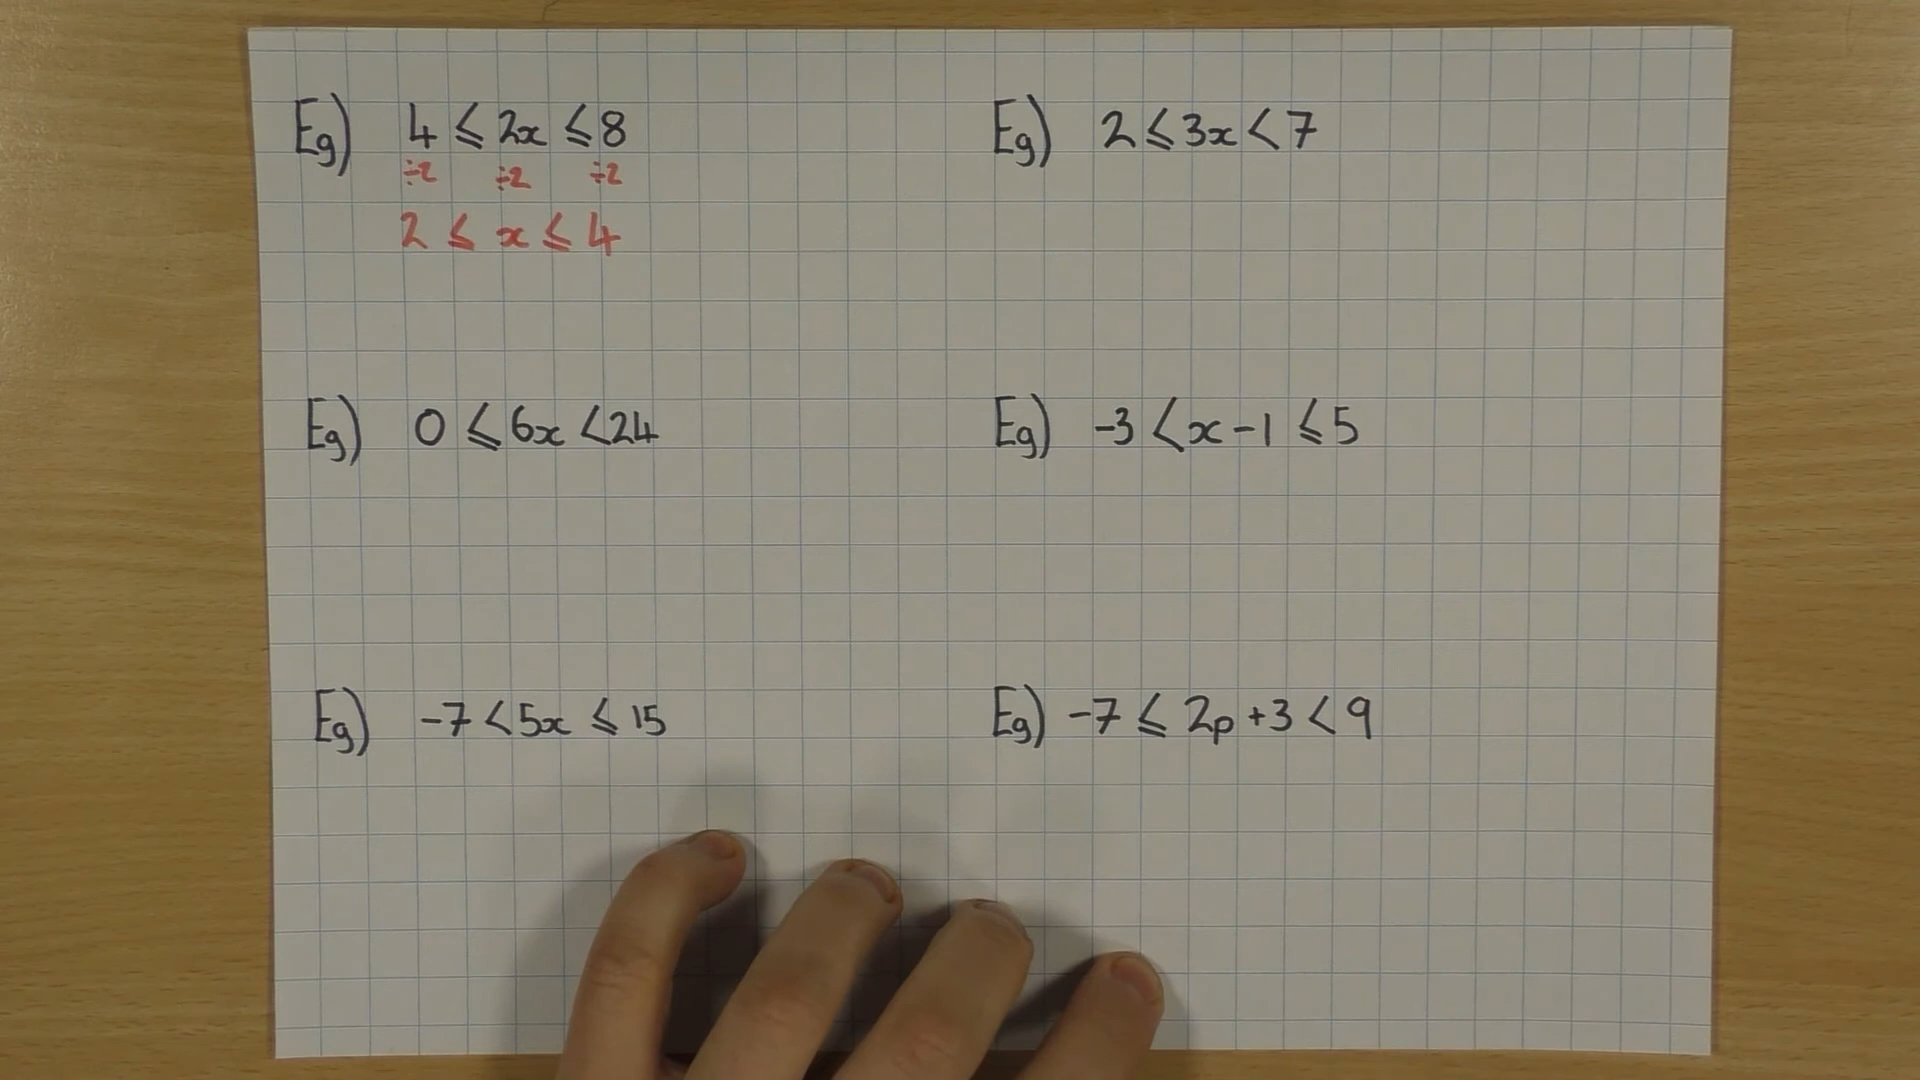 Eg) 4 ⩽ 2x ⩽ 8
÷2 ÷2 ÷2
2 ⩽ x ⩽ 4
Eg) 2 ⩽ 3x < 7
Eg) 0 ⩽ 6x < 24
Eg) -3 < x - 1 ⩽ 5
Eg) -7 < 5x ⩽ 15
Eg) -7 ⩽ 2p + 3 < 9